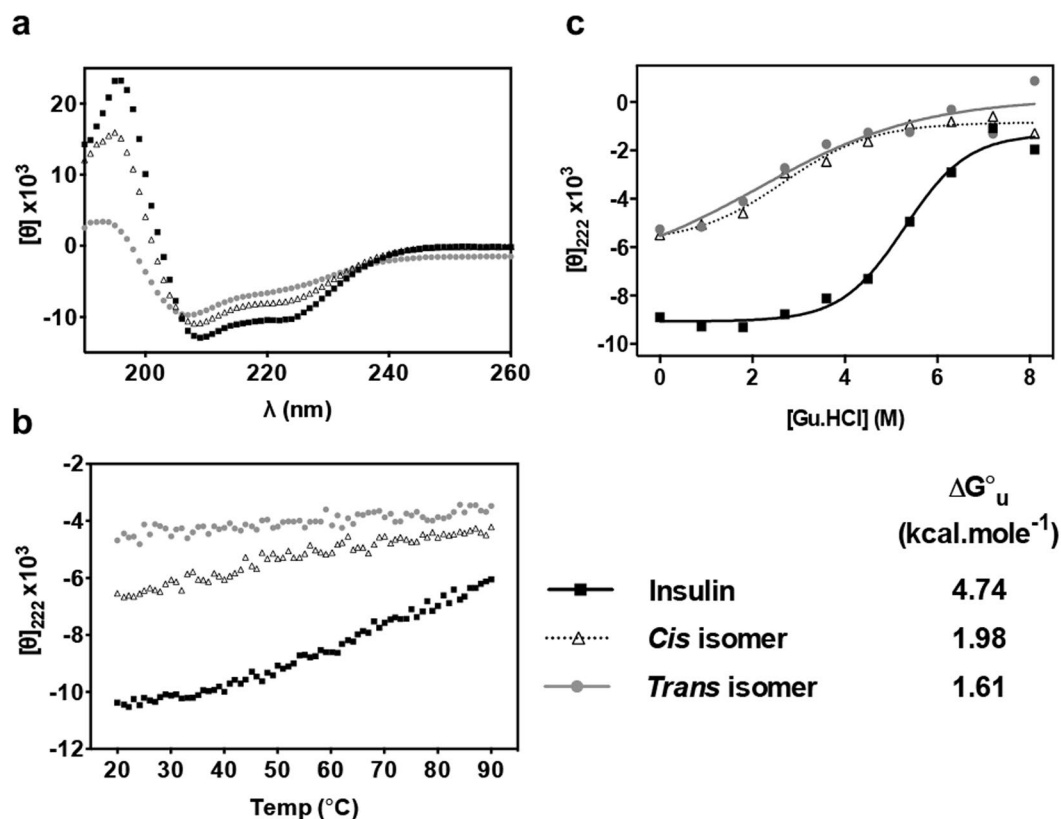 a
20
10
0
-10
[θ] x10³
200
220
240
260
λ (nm)
b
-2
-4
-6
-8
-10
-12
[θ]₂₂₂ x10³
20
30
40
50
60
70
80
90
Temp (°C)
c
0
-2
-4
-6
-8
-10
[θ]₂₂₂ x10³
0
2
4
6
8
[Gu.HCl] (M)
ΔG°ᵤ
(kcal.mole⁻¹)
Insulin 4.74
Cis isomer 1.98
Trans isomer 1.61